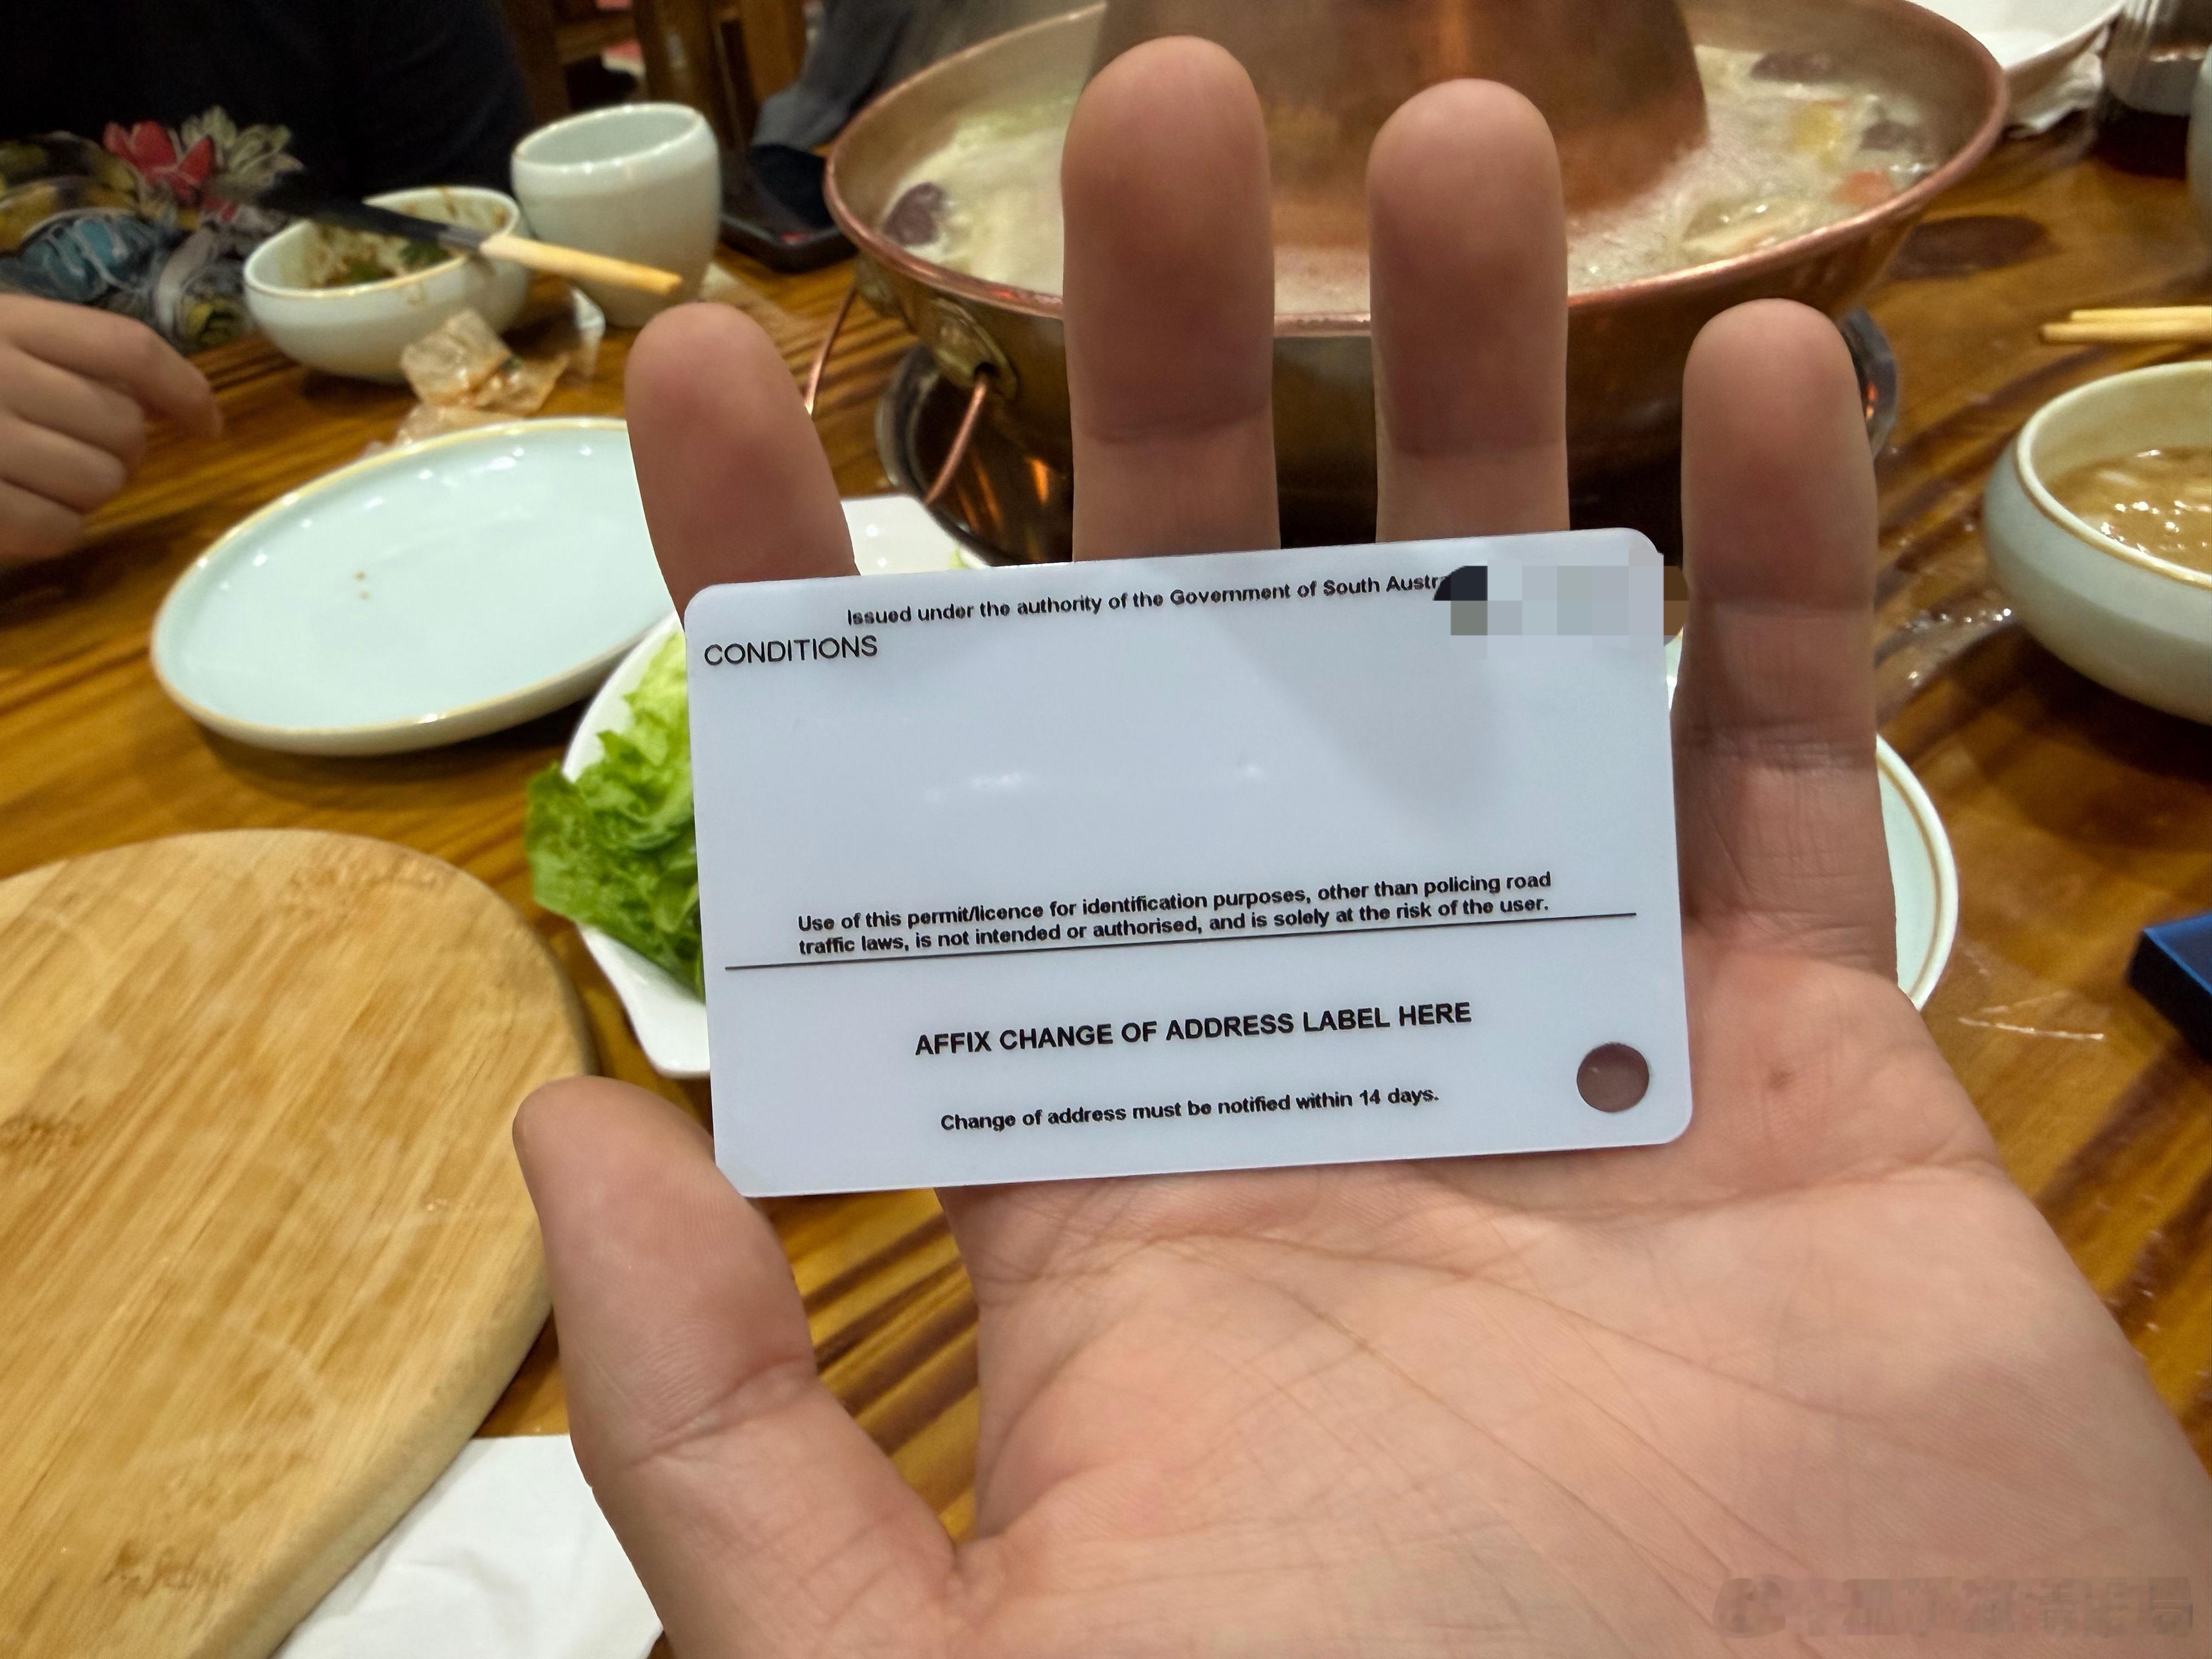 Issued under the authority of the Government of South
CONDITIONS
Use of this permit/licence for identification purposes, other than policing road
traffic laws, is not intended or authorised, and is solely at the risk of the user.
AFFIX CHANGE OF ADDRESS LABEL HERE
Change of address must be notified within 14 days.